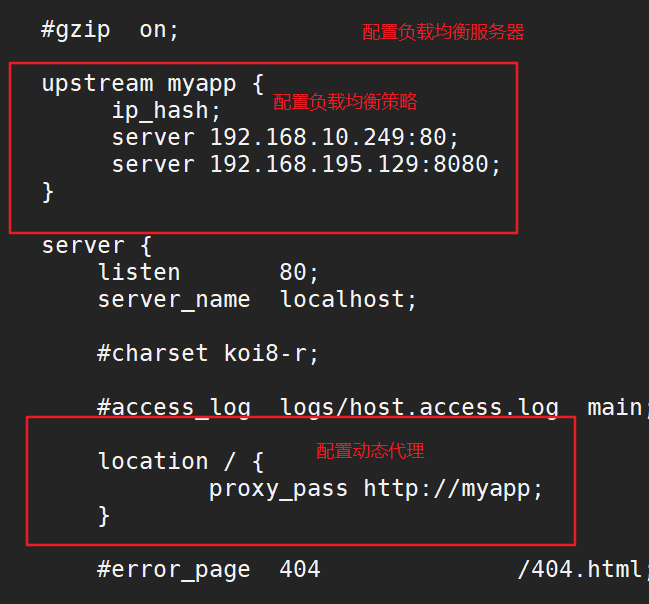 #gzip  on;
配置负载均衡服务器
upstream myapp {
配置负载均衡策略
ip_hash;
server 192.168.10.249:80;
server 192.168.195.129:8080;
}
server {
listen       80;
server_name  localhost;
#charset koi8-r;
#access_log  logs/host.access.log  main;
配置动态代理
location / {
proxy_pass http://myapp;
}
#error_page  404              /404.html;